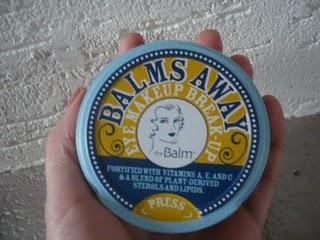 BALMS AWAY
EYE MAKEUP BREAK-UP
theBalm®
FORTIFIED WITH VITAMINS A, E, AND C
& A BLEND OF PLANT-DERIVED
STEROLS AND LIPIDS.
PRESS